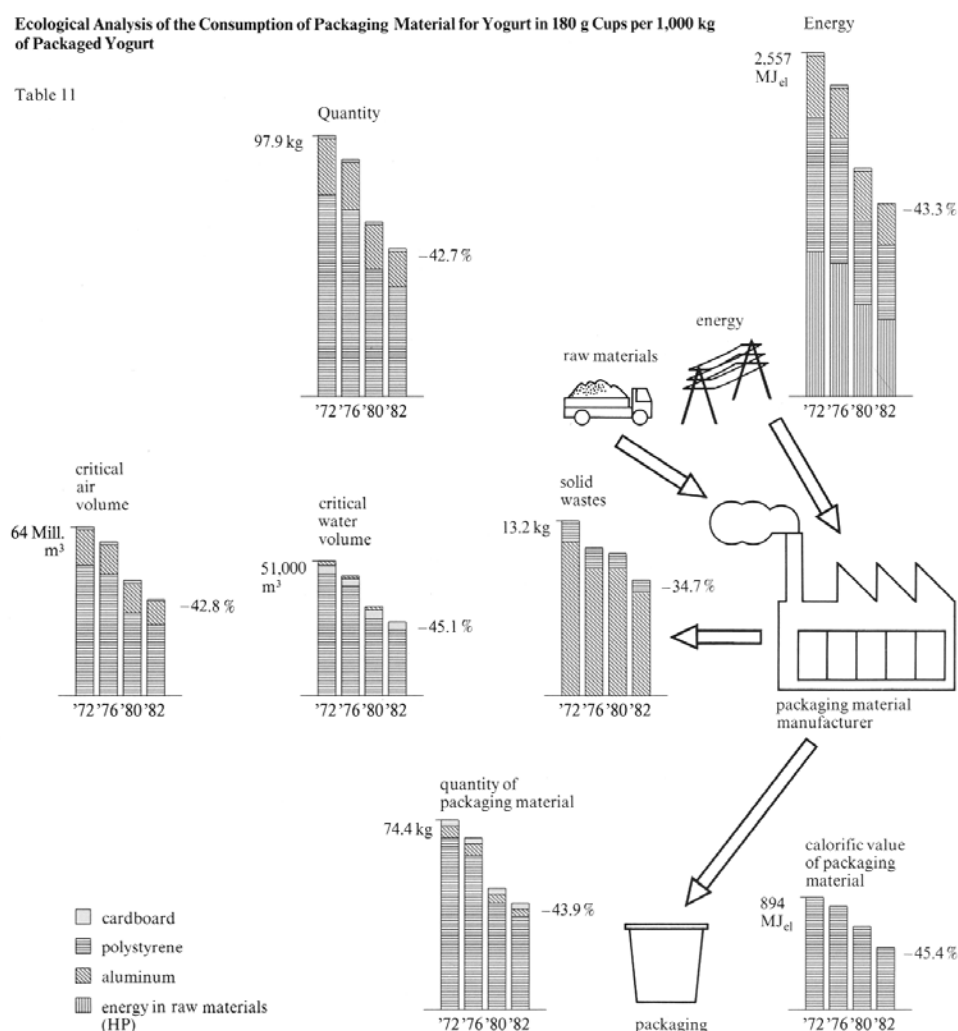 Ecological Analysis of the Consumption of Packaging Material for Yogurt in 180 g Cups per 1,000 kg
of Packaged Yogurt
Table 11
Energy
2.557
MJel
Quantity
97.9 kg
−43.3 %
−42.7 %
energy
raw materials
'72 '76 '80 '82
'72 '76 '80 '82
critical
air
volume
64 Mill.
m³
−42.8 %
'72 '76 '80 '82
critical
water
volume
51,000
m³
−45.1 %
'72 '76 '80 '82
solid
wastes
13.2 kg
−34.7 %
'72 '76 '80 '82
packaging material
manufacturer
quantity of
packaging material
74.4 kg
−43.9 %
'72 '76 '80 '82
calorific value
of packaging
material
894
MJel
−45.4 %
'72 '76 '80 '82
cardboard
polystyrene
aluminum
energy in raw materials
(HP)
packaging